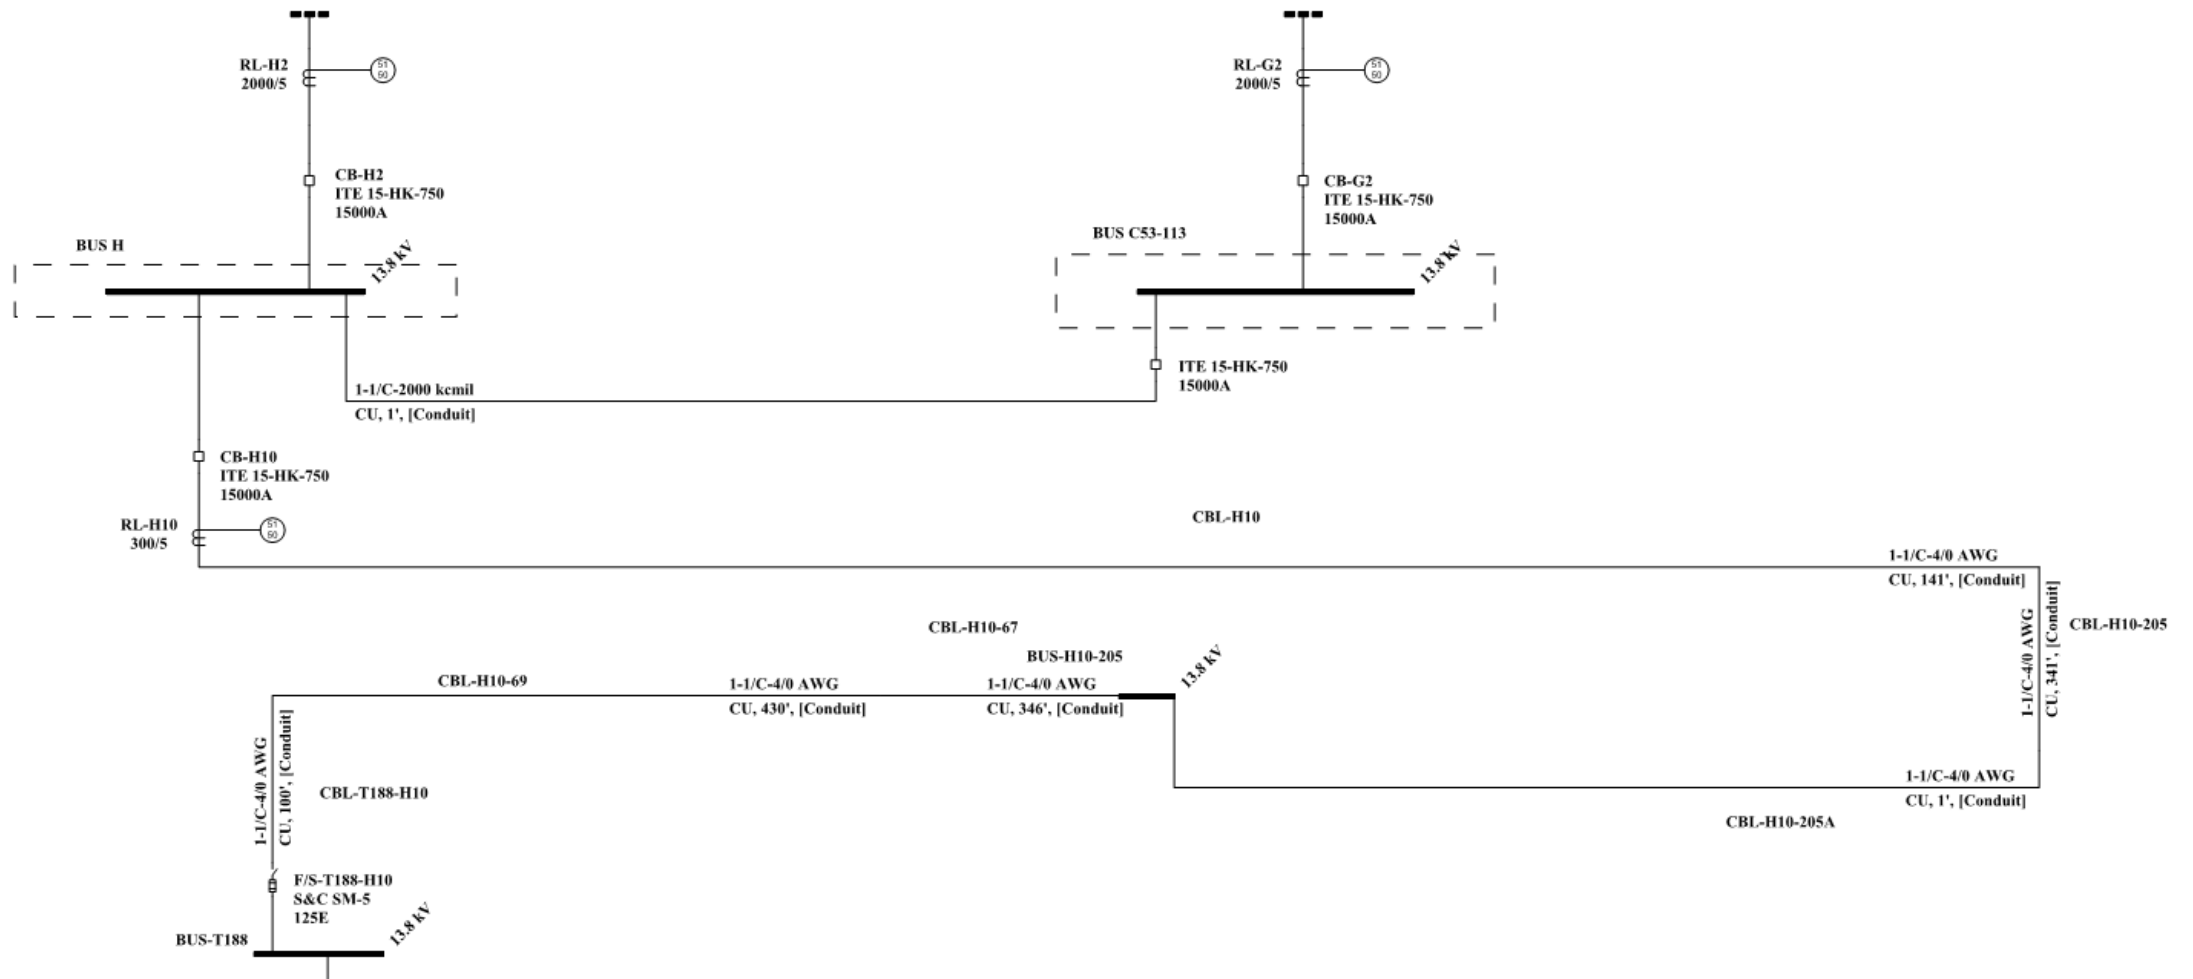 RL-H2
2000/5
51
50
CB-H2
ITE 15-HK-750
15000A
BUS H
13.8 kV
RL-G2
2000/5
51
50
CB-G2
ITE 15-HK-750
15000A
BUS C53-113
13.8 kV
ITE 15-HK-750
15000A
1-1/C-2000 kcmil
CU, 1', [Conduit]
CB-H10
ITE 15-HK-750
15000A
RL-H10
300/5
51
50
CBL-H10
1-1/C-4/0 AWG
CU, 141', [Conduit]
1-1/C-4/0 AWG
CU, 341', [Conduit]
CBL-H10-205
CBL-H10-67
BUS-H10-205
13.8 kV
CBL-H10-69
1-1/C-4/0 AWG
CU, 430', [Conduit]
1-1/C-4/0 AWG
CU, 346', [Conduit]
1-1/C-4/0 AWG
CU, 100', [Conduit]
CBL-T188-H10
1-1/C-4/0 AWG
CU, 1', [Conduit]
CBL-H10-205A
F/S-T188-H10
S&C SM-5
125E
BUS-T188
13.8 kV